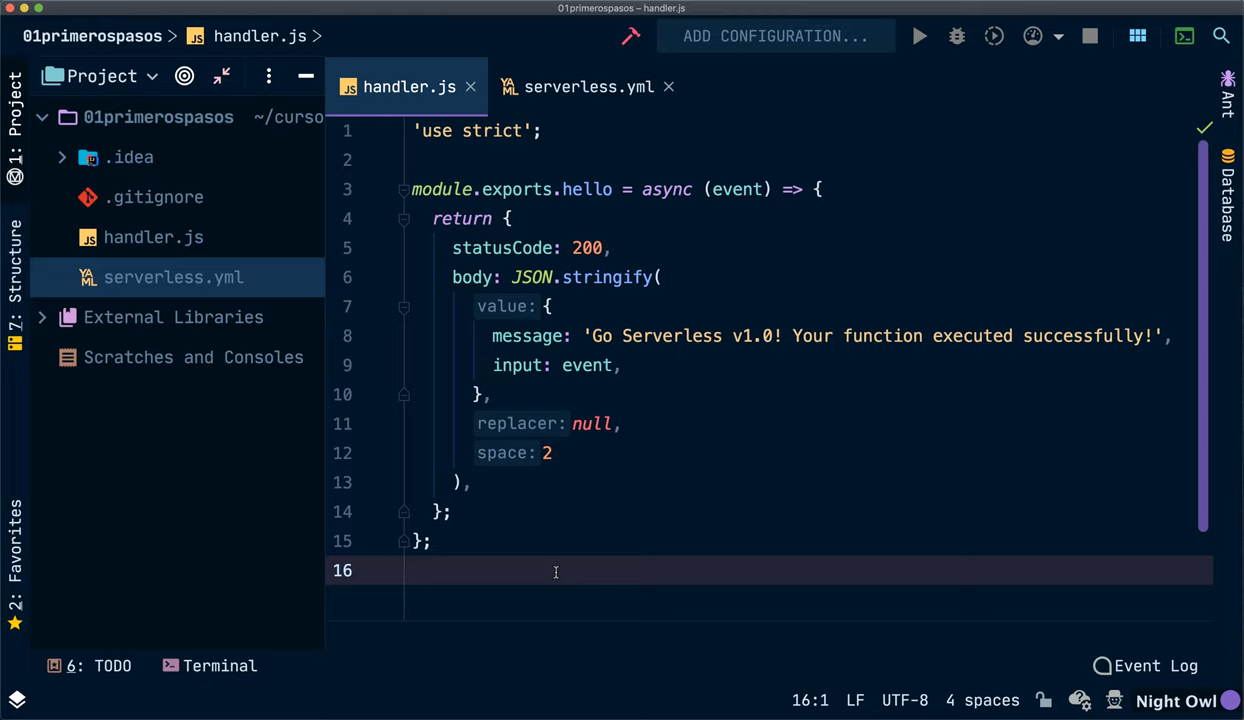 01primerospasos – handler.js
01primerospasos > handler.js >
ADD CONFIGURATION...
1: Project
7: Structure
2: Favorites
Project
01primerospasos ~/curso
.idea
.gitignore
handler.js
serverless.yml
External Libraries
Scratches and Consoles
handler.js
serverless.yml
1 'use strict';
2
3 module.exports.hello = async (event) => {
4 return {
5 statusCode: 200,
6 body: JSON.stringify(
7 value: {
8 message: 'Go Serverless v1.0! Your function executed successfully!',
9 input: event,
10 },
11 replacer: null,
12 space: 2
13 ),
14 };
15 };
16
Ant
Database
6: TODO
Terminal
Event Log
16:1 LF UTF-8 4 spaces Night Owl